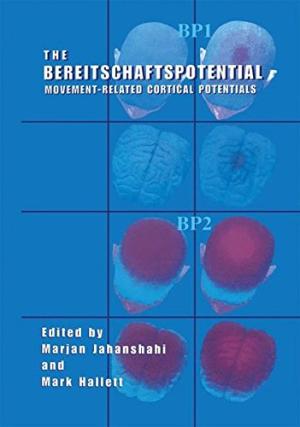 BP1
THE
BEREITSCHAFTSPOTENTIAL
MOVEMENT-RELATED CORTICAL POTENTIALS
BP2
Edited by
Marjan Jahanshahi
and
Mark Hallett